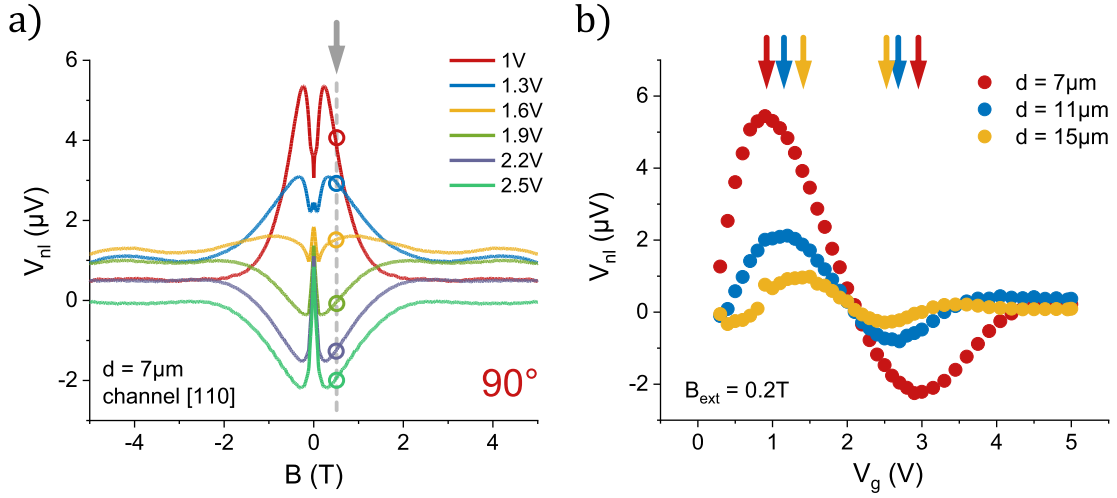 a)
6
4
2
0
-2
V_nl (µV)
-4
-2
0
2
4
B (T)
1V
1.3V
1.6V
1.9V
2.2V
2.5V
d = 7µm
channel [110]
90°
b)
6
4
2
0
-2
V_nl (µV)
0
1
2
3
4
5
V_g (V)
d = 7µm
d = 11µm
d = 15µm
B_ext = 0.2T